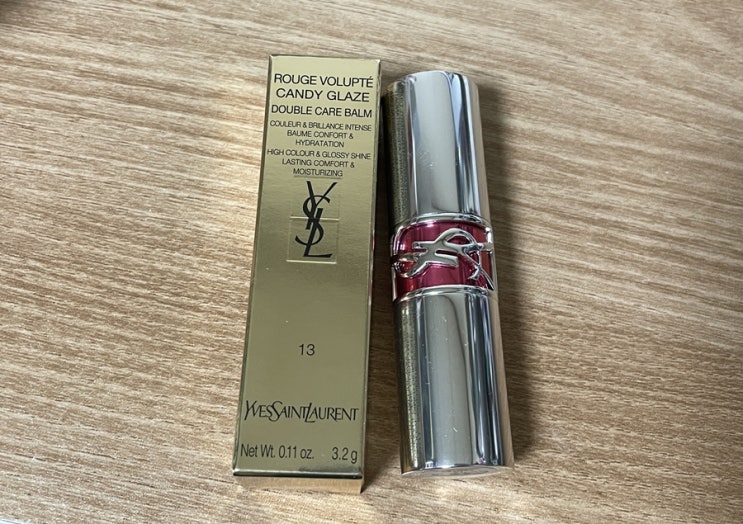 ROUGE VOLUPTÉ
CANDY GLAZE
DOUBLE CARE BALM
COULEUR & BRILLANCE INTENSE
BAUME CONFORT &
HYDRATATION
HIGH COLOUR & GLOSSY SHINE
LASTING COMFORT &
MOISTURIZING
YSL
13
YVESSAINTLAURENT
Net Wt. 0.11 oz. 3.2 g